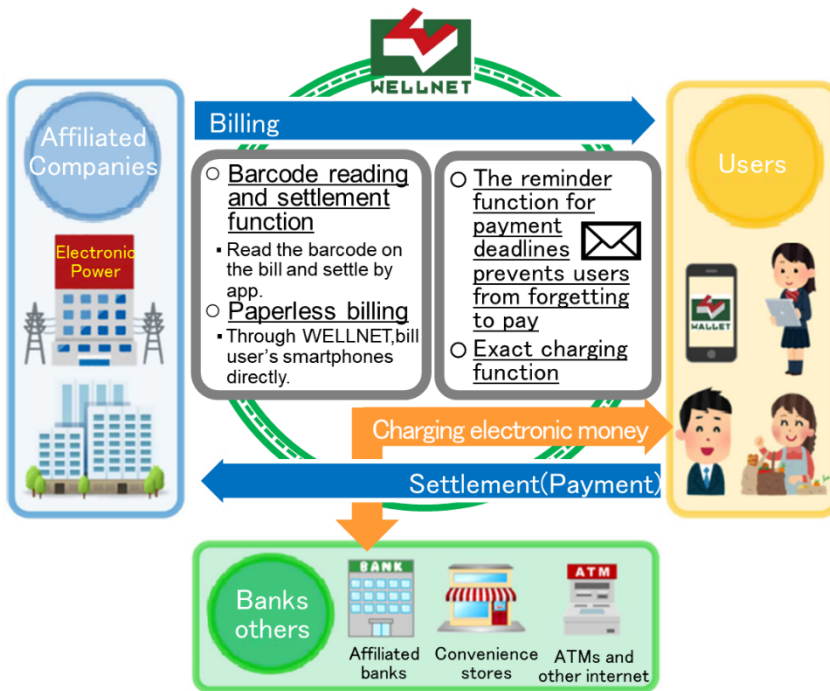 WELLNET
Affiliated
Companies
Electronic
Power
Billing
○ Barcode reading
and settlement
function
▪ Read the barcode on
the bill and settle by
app.
○ Paperless billing
▪ Through WELLNET,bill
user's smartphones
directly.
○ The reminder
function for
payment
deadlines
prevents users
from forgetting
to pay
○ Exact charging
function
Users
WALLET
Charging electronic money
Settlement(Payment)
Banks
others
BANK
Affiliated
banks
Convenience
stores
ATM
ATMs and
other internet